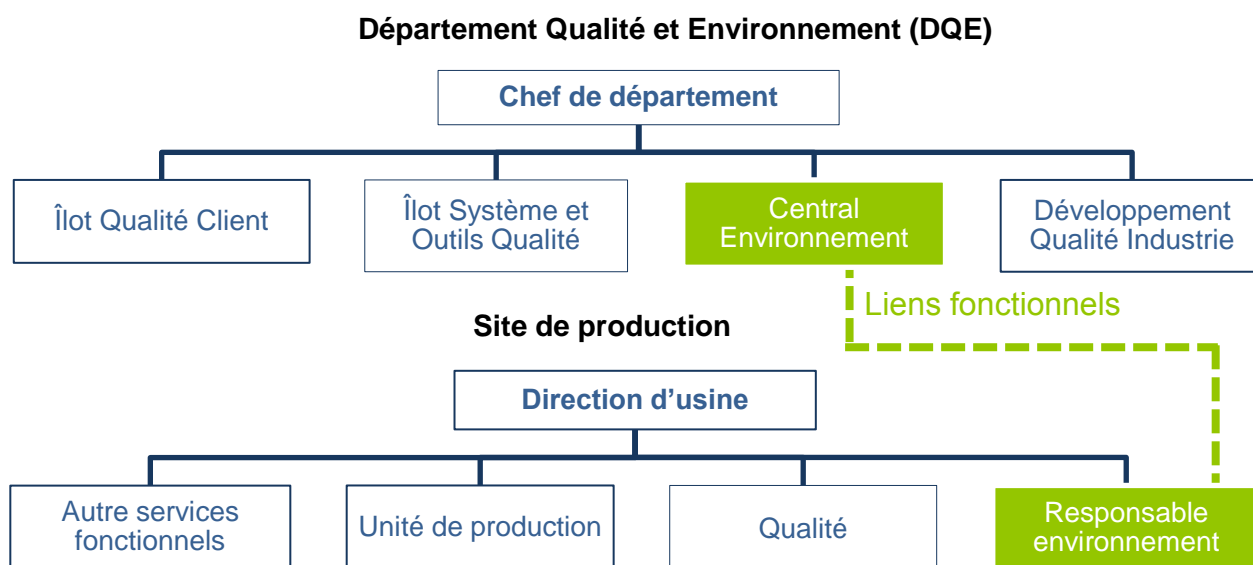 Département Qualité et Environnement (DQE)
Chef de département
Îlot Qualité Client
Îlot Système et
Outils Qualité
Central
Environnement
Développement
Qualité Industrie
Liens fonctionnels
Site de production
Direction d'usine
Autre services
fonctionnels
Unité de production
Qualité
Responsable
environnement